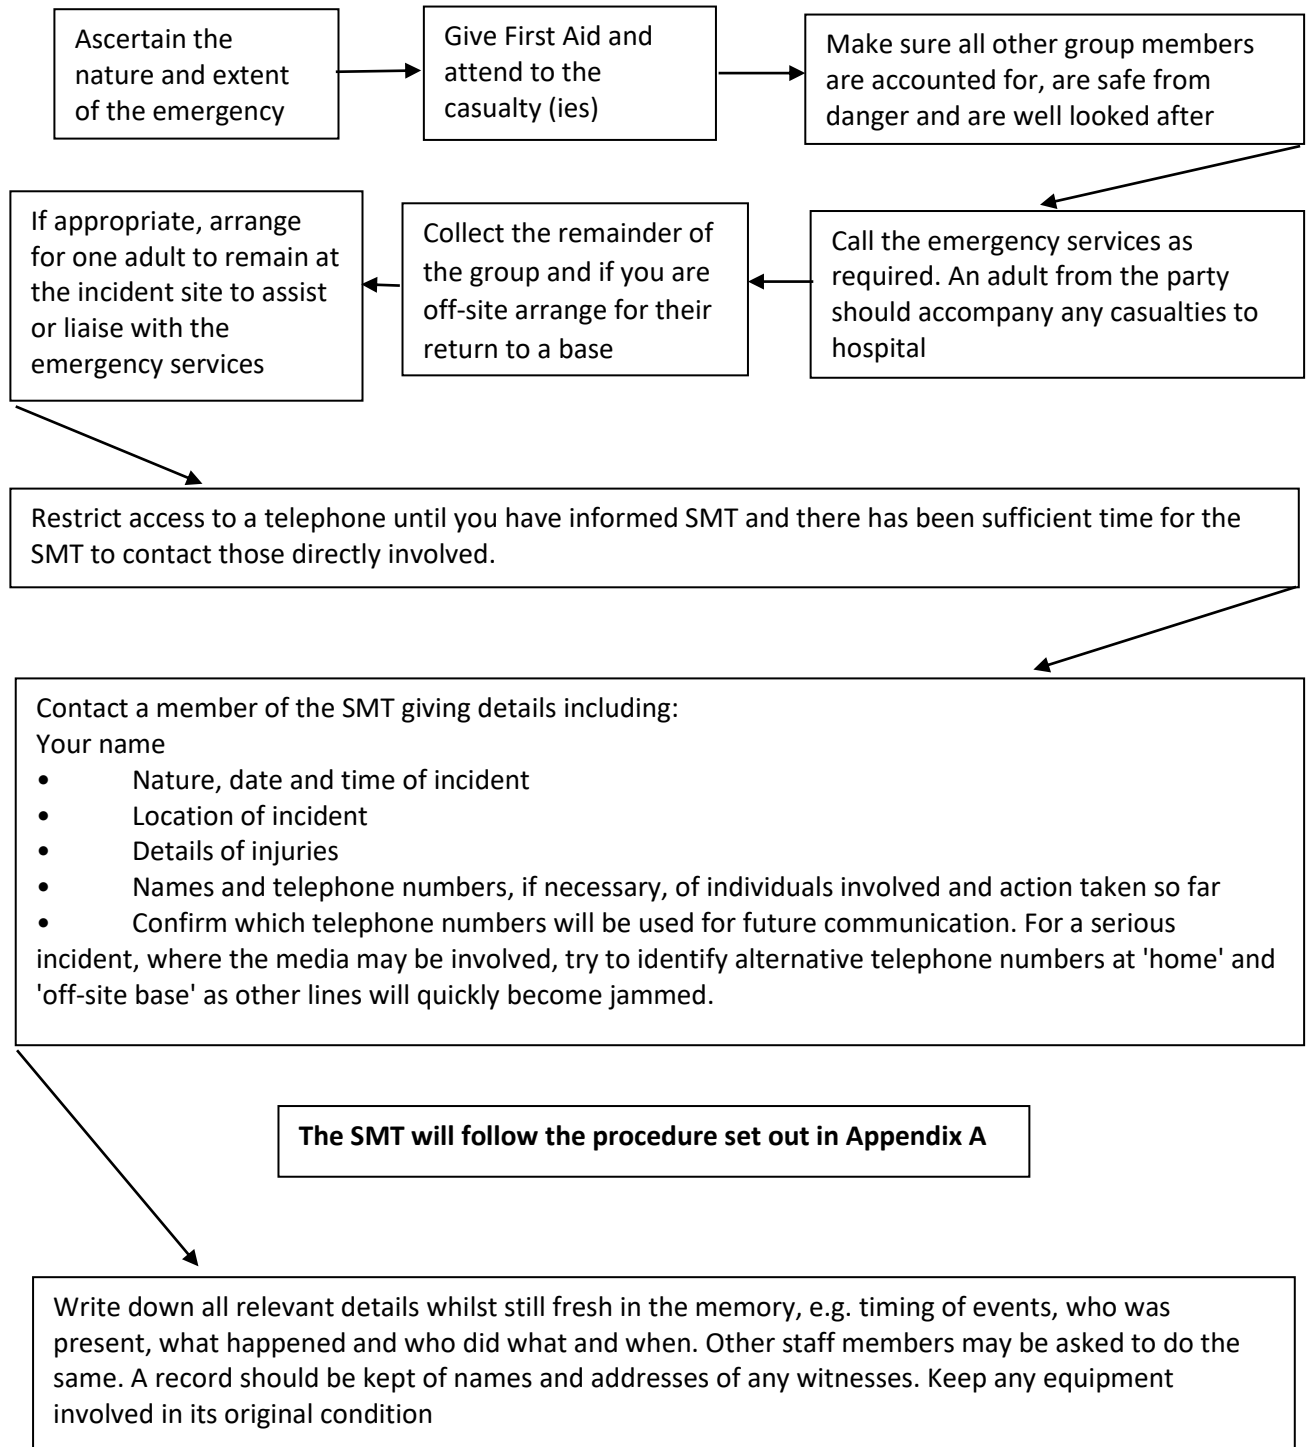 Ascertain the
nature and extent
of the emergency
Give First Aid and
attend to the
casualty (ies)
Make sure all other group members
are accounted for, are safe from
danger and are well looked after
Call the emergency services as
required. An adult from the party
should accompany any casualties to
hospital
Collect the remainder of
the group and if you are
off-site arrange for their
return to a base
If appropriate, arrange
for one adult to remain at
the incident site to assist
or liaise with the
emergency services
Restrict access to a telephone until you have informed SMT and there has been sufficient time for the
SMT to contact those directly involved.
Contact a member of the SMT giving details including:
Your name
• Nature, date and time of incident
• Location of incident
• Details of injuries
• Names and telephone numbers, if necessary, of individuals involved and action taken so far
• Confirm which telephone numbers will be used for future communication. For a serious
incident, where the media may be involved, try to identify alternative telephone numbers at 'home' and
'off-site base' as other lines will quickly become jammed.
The SMT will follow the procedure set out in Appendix A
Write down all relevant details whilst still fresh in the memory, e.g. timing of events, who was
present, what happened and who did what and when. Other staff members may be asked to do the
same. A record should be kept of names and addresses of any witnesses. Keep any equipment
involved in its original condition